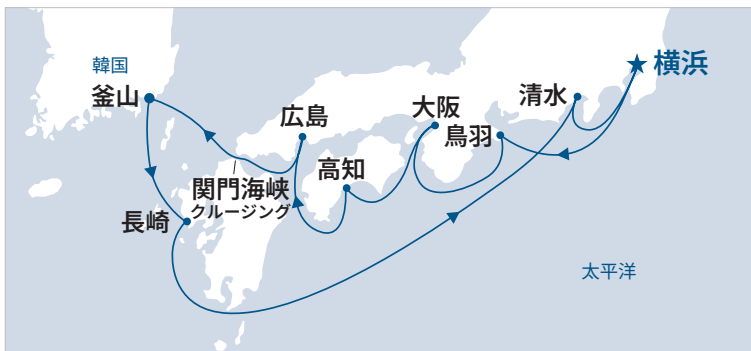 韓国
釜山
横浜
清水
大阪
鳥羽
広島
高知
関門海峡
クルージング
長崎
太平洋